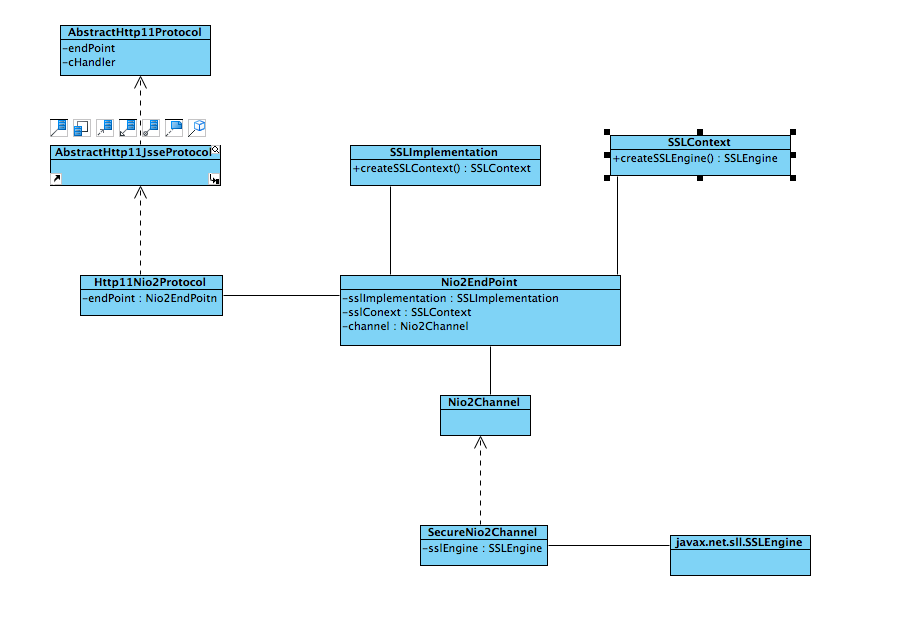 AbstractHttp11Protocol
-endPoint
-cHandler
AbstractHttp11JsseProtocol
SSLImplementation
+createSSLContext() : SSLContext
SSLContext
+createSSLEngine() : SSLEngine
Http11Nio2Protocol
-endPoint : Nio2EndPoitn
Nio2EndPoint
-sslImplementation : SSLImplementation
-sslConext : SSLContext
-channel : Nio2Channel
Nio2Channel
SecureNio2Channel
-sslEngine : SSLEngine
javax.net.sll.SSLEngine